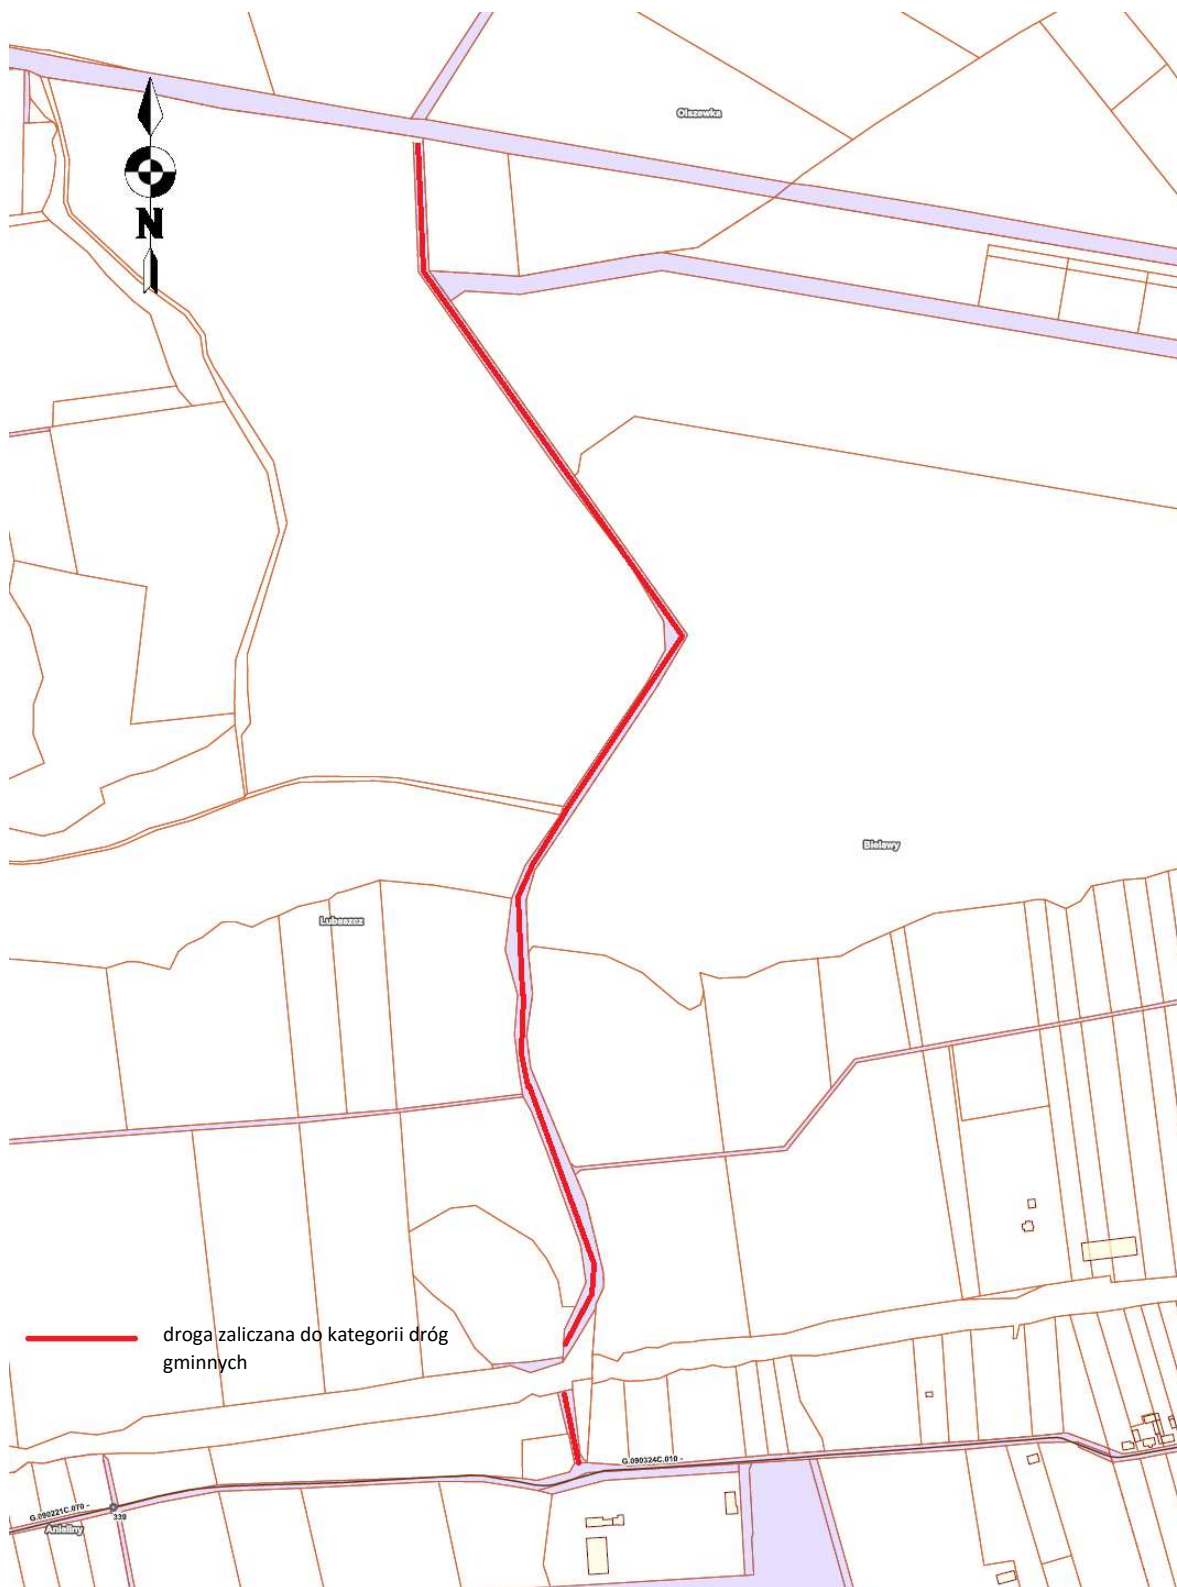 Olszewka
N
Bielawy
Lubaszcz
droga zaliczana do kategorii dróg
gminnych
G.090324C.010 -
G.090221C.070 -
339
Anieliny